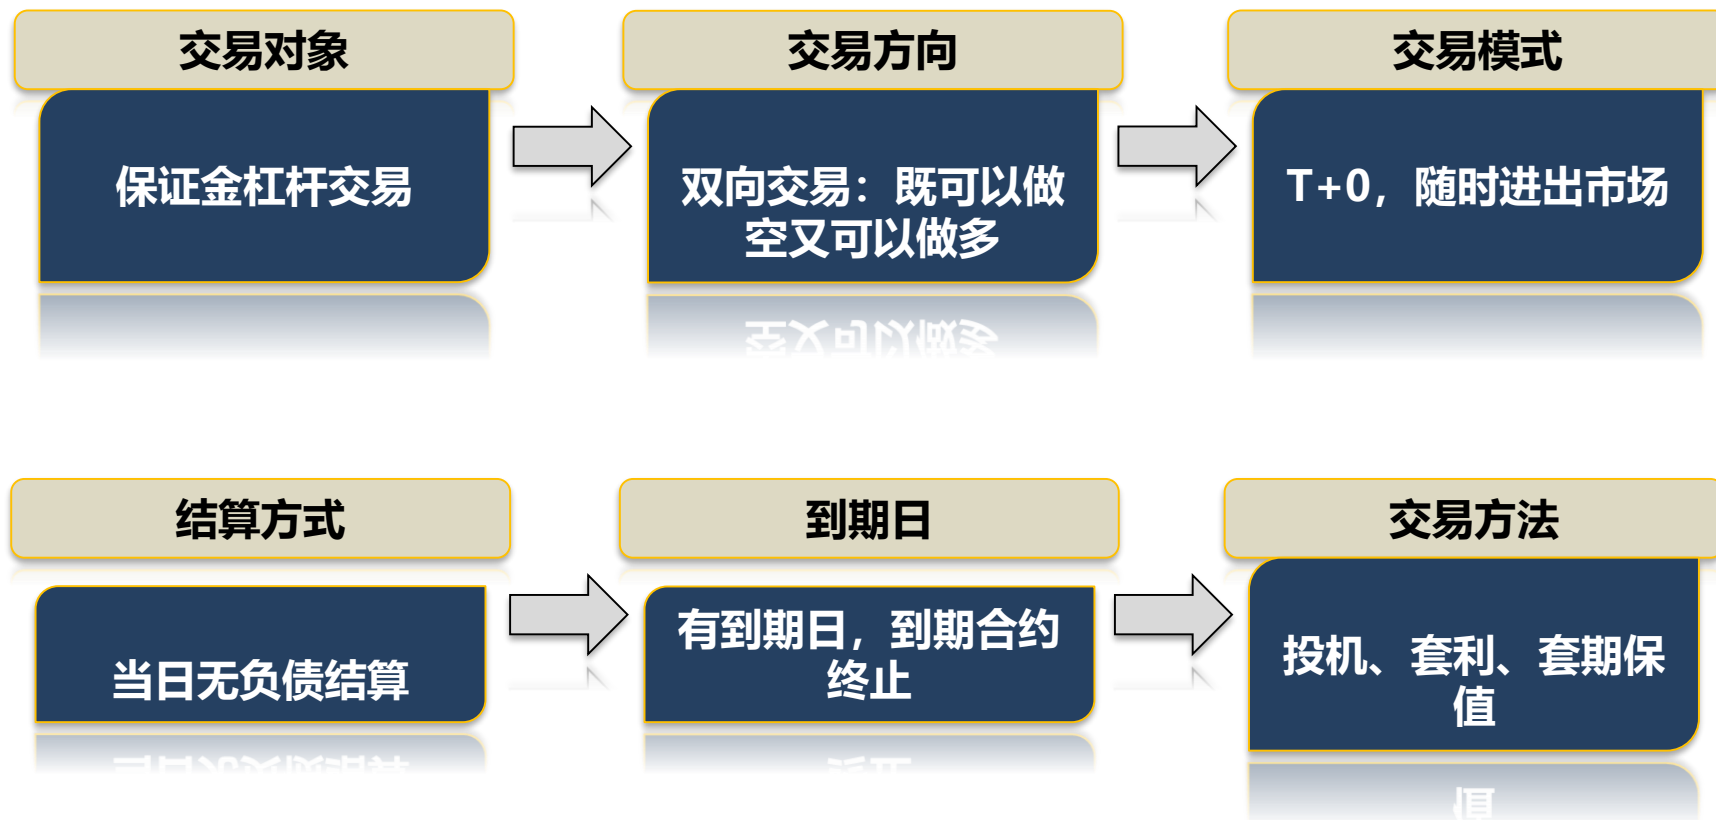 交易对象
保证金杠杆交易
交易方向
双向交易：既可以做
空又可以做多
交易模式
T+0，随时进出市场
结算方式
当日无负债结算
到期日
有到期日，到期合约
终止
交易方法
投机、套利、套期保
值